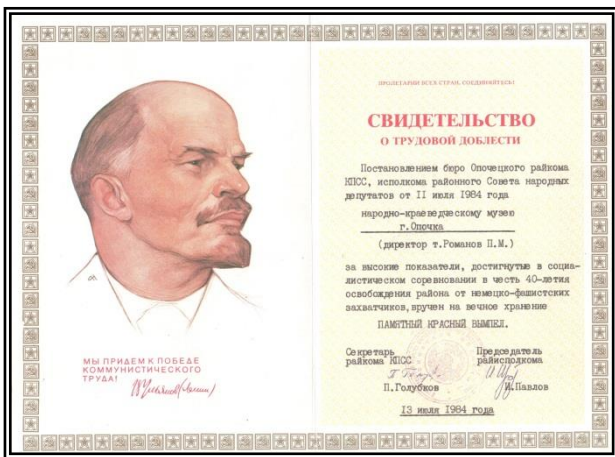 МЫ ПРИДЕМ К ПОБЕДЕ
КОММУНИСТИЧЕСКОГО
ТРУДА!
В.Ульянов (Ленин)
ПРОЛЕТАРИИ ВСЕХ СТРАН, СОЕДИНЯЙТЕСЬ!
СВИДЕТЕЛЬСТВО
О ТРУДОВОЙ ДОБЛЕСТИ
Постановлением бюро Опочецкого райкома
КПСС, исполкома районного Совета народных
депутатов от II июля 1984 года
народно-краеведческому музею
г.Опочка
(директор т.Романов П.М.)
за высокие показатели, достигнутые в социа-
листическом соревновании в честь 40-летия
освобождения района от немецко-фашистских
захватчиков, вручен на вечное хранение
ПАМЯТНЫЙ КРАСНЫЙ ВЫМПЕЛ.
Секретарь Председатель
райкома КПСС райисполкома
П.Голубков И.Павлов
13 июля 1984 года